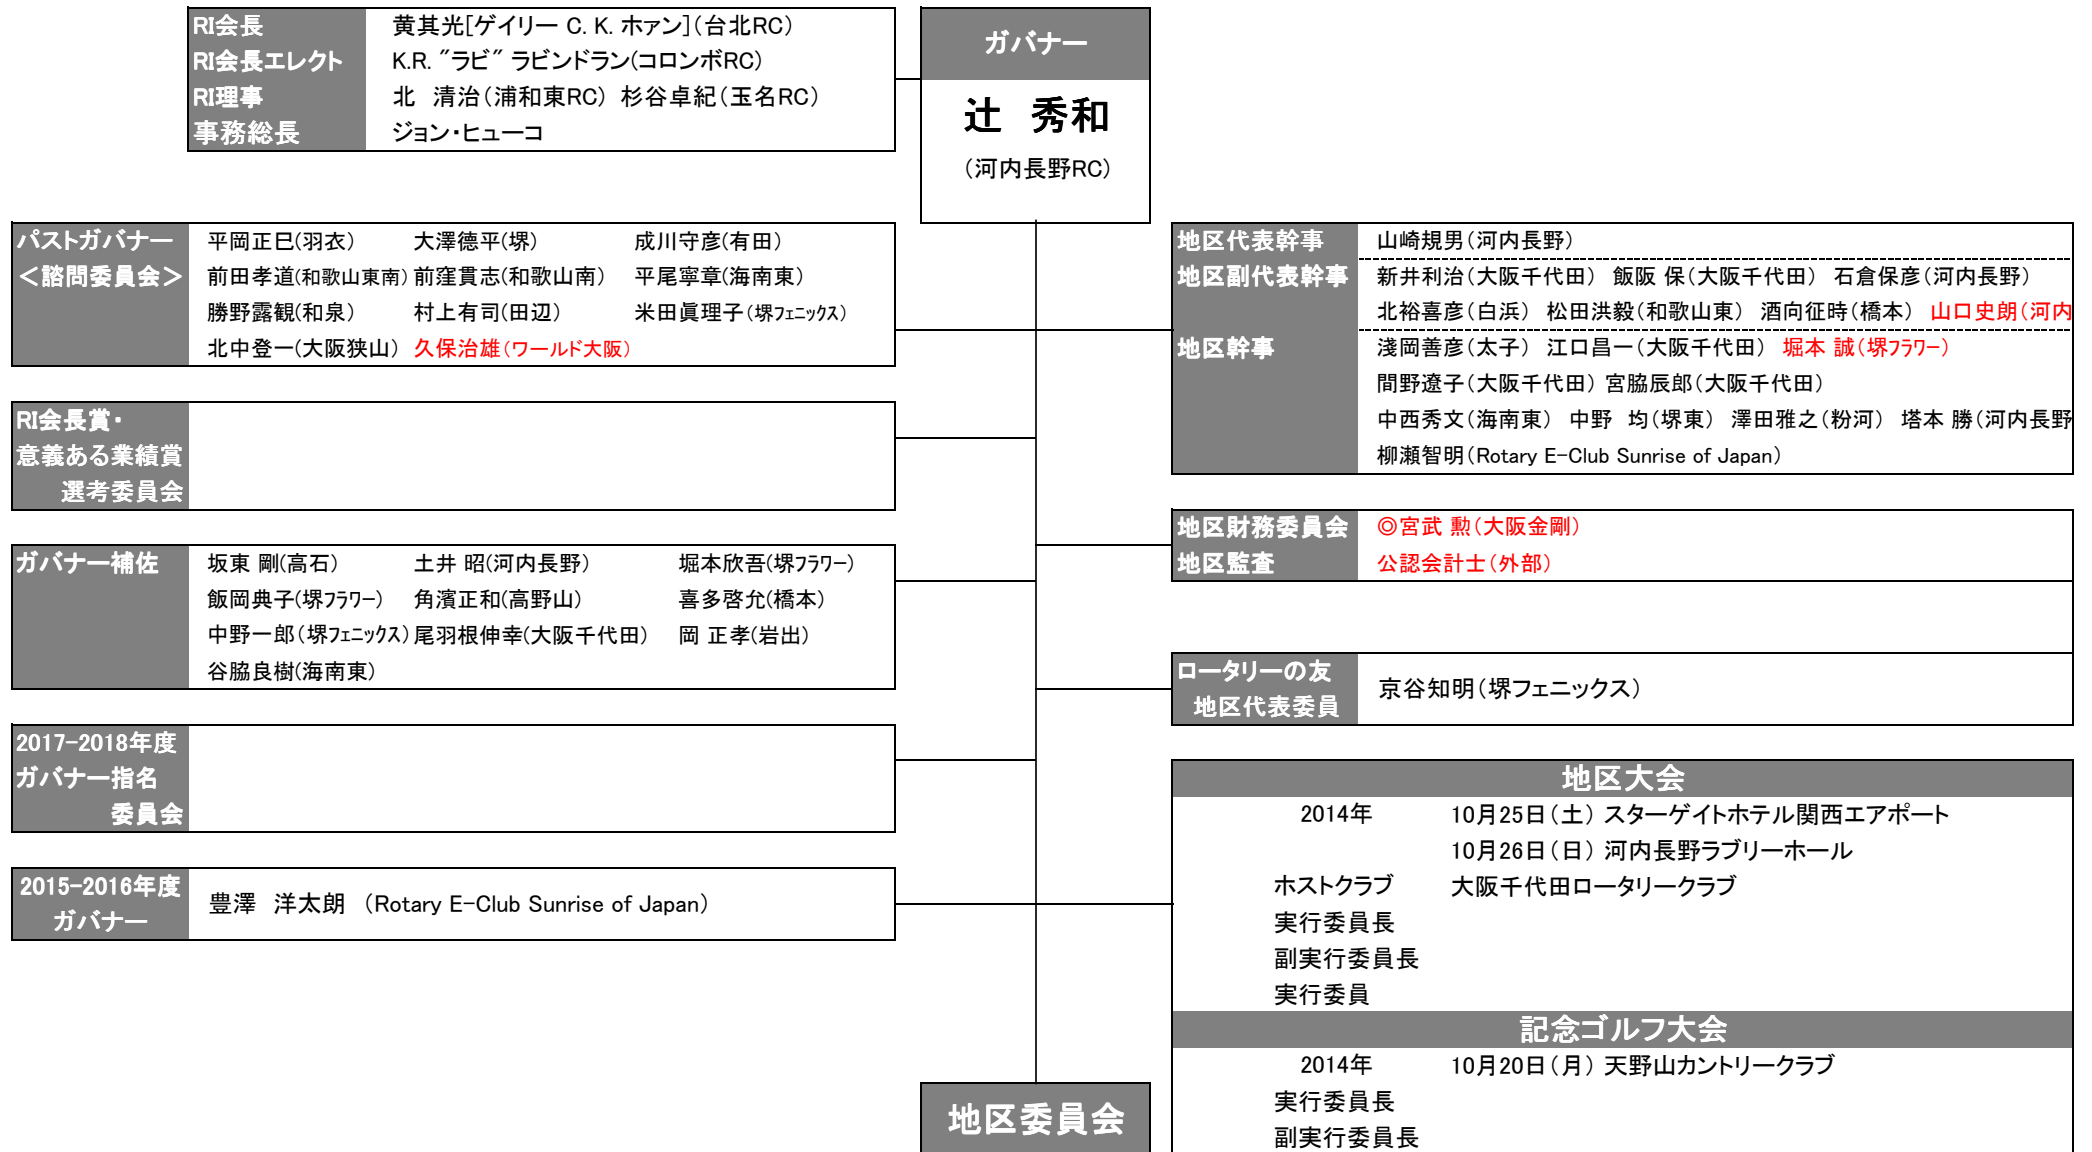 RI会長 黄其光[ゲイリー C. K. ホァン](台北RC)
RI会長エレクト K.R. "ラビ" ラビンドラン(コロンボRC)
RI理事 北 清治(浦和東RC) 杉谷卓紀(玉名RC)
事務総長 ジョン・ヒューコ
ガバナー
辻 秀和
(河内長野RC)
パストガバナー 平岡正巳(羽衣) 大澤徳平(堺) 成川守彦(有田)
<諮問委員会> 前田孝道(和歌山東南) 前窪貫志(和歌山南) 平尾寧章(海南東)
勝野露観(和泉) 村上有司(田辺) 米田眞理子(堺フェニックス)
北中登一(大阪狭山) 久保治雄(ワールド大阪)
RI会長賞・
意義ある業績賞
選考委員会
ガバナー補佐 坂東 剛(高石) 土井 昭(河内長野) 堀本欣吾(堺フラワー)
飯岡典子(堺フラワー) 角濱正和(高野山) 喜多啓允(橋本)
中野一郎(堺フェニックス) 尾羽根伸幸(大阪千代田) 岡 正孝(岩出)
谷脇良樹(海南東)
2017-2018年度
ガバナー指名
委員会
2015-2016年度
ガバナー
豊澤 洋太朗 (Rotary E-Club Sunrise of Japan)
地区代表幹事 山崎規男(河内長野)
地区副代表幹事 新井利治(大阪千代田) 飯阪 保(大阪千代田) 石倉保彦(河内長野)
北裕喜彦(白浜) 松田洪毅(和歌山東) 酒向征時(橋本) 山口史朗(河内
地区幹事 淺岡善彦(太子) 江口昌一(大阪千代田) 堀本 誠(堺フラワー)
間野遼子(大阪千代田) 宮脇辰郎(大阪千代田)
中西秀文(海南東) 中野 均(堺東) 澤田雅之(粉河) 塔本 勝(河内長野
柳瀬智明(Rotary E-Club Sunrise of Japan)
地区財務委員会 ◎宮武 勲(大阪金剛)
地区監査 公認会計士(外部)
ロータリーの友
地区代表委員
京谷知明(堺フェニックス)
地区大会
2014年 10月25日(土) スターゲイトホテル関西エアポート
10月26日(日) 河内長野ラブリーホール
ホストクラブ 大阪千代田ロータリークラブ
実行委員長
副実行委員長
実行委員
記念ゴルフ大会
2014年 10月20日(月) 天野山カントリークラブ
実行委員長
副実行委員長
地区委員会